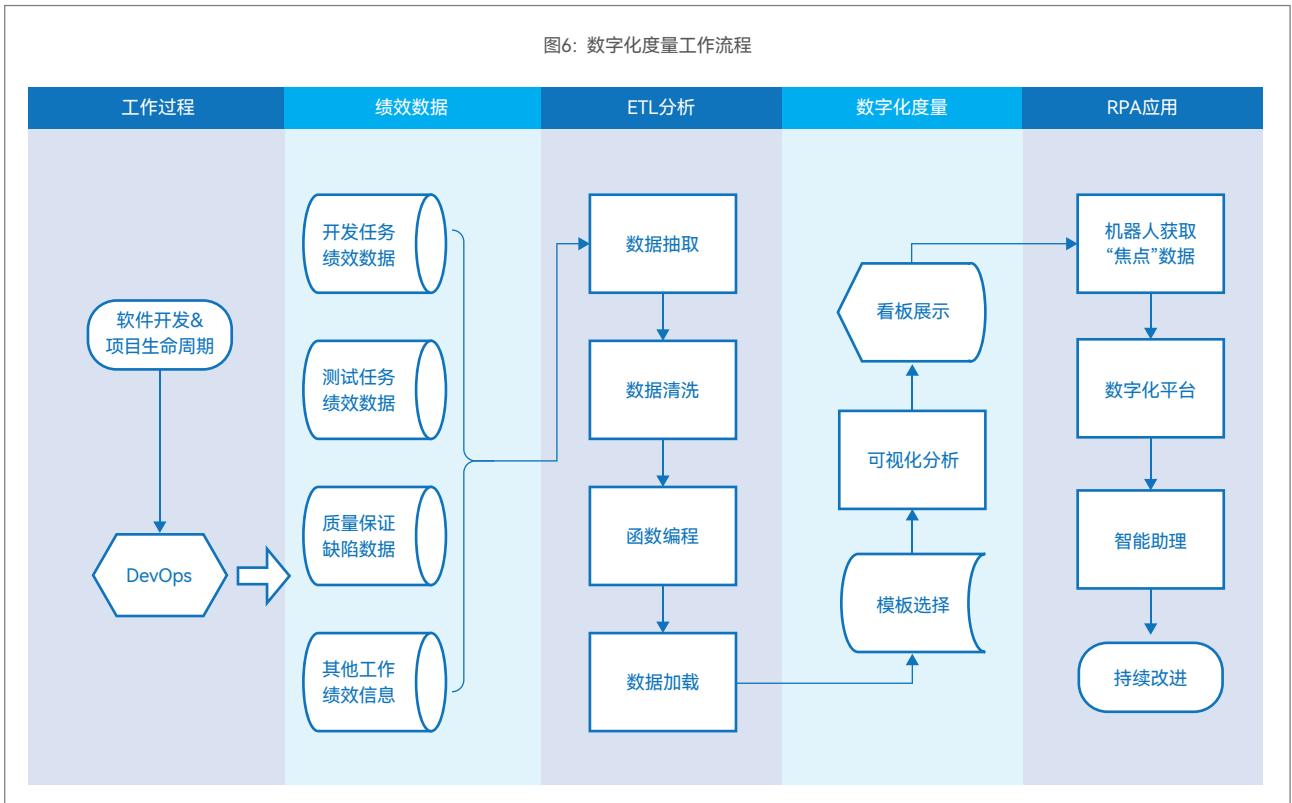 图6: 数字化度量工作流程
工作过程
绩效数据
ETL分析
数字化度量
RPA应用
软件开发&
项目生命周期
DevOps
开发任务
绩效数据
测试任务
绩效数据
质量保证
缺陷数据
其他工作
绩效信息
数据抽取
数据清洗
函数编程
数据加载
看板展示
可视化分析
模板选择
机器人获取
“焦点”数据
数字化平台
智能助理
持续改进